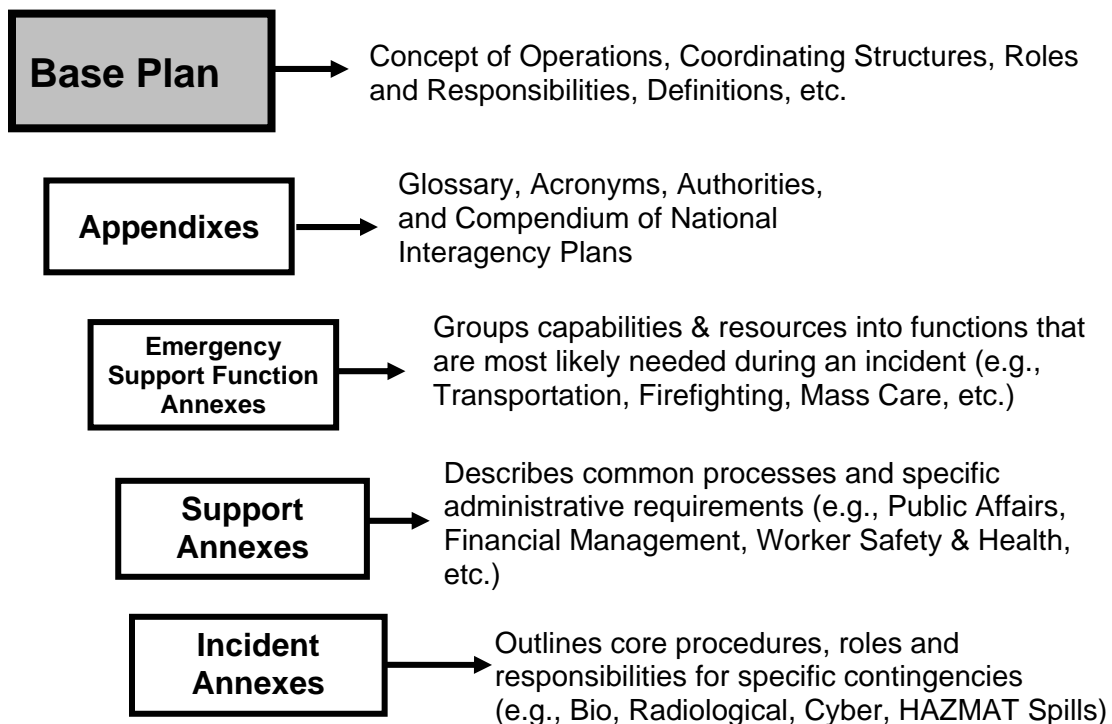 Base Plan
Concept of Operations, Coordinating Structures, Roles
and Responsibilities, Definitions, etc.
Appendixes
Glossary, Acronyms, Authorities,
and Compendium of National
Interagency Plans
Emergency
Support Function
Annexes
Groups capabilities & resources into functions that
are most likely needed during an incident (e.g.,
Transportation, Firefighting, Mass Care, etc.)
Support
Annexes
Describes common processes and specific
administrative requirements (e.g., Public Affairs,
Financial Management, Worker Safety & Health,
etc.)
Incident
Annexes
Outlines core procedures, roles and
responsibilities for specific contingencies
(e.g., Bio, Radiological, Cyber, HAZMAT Spills)